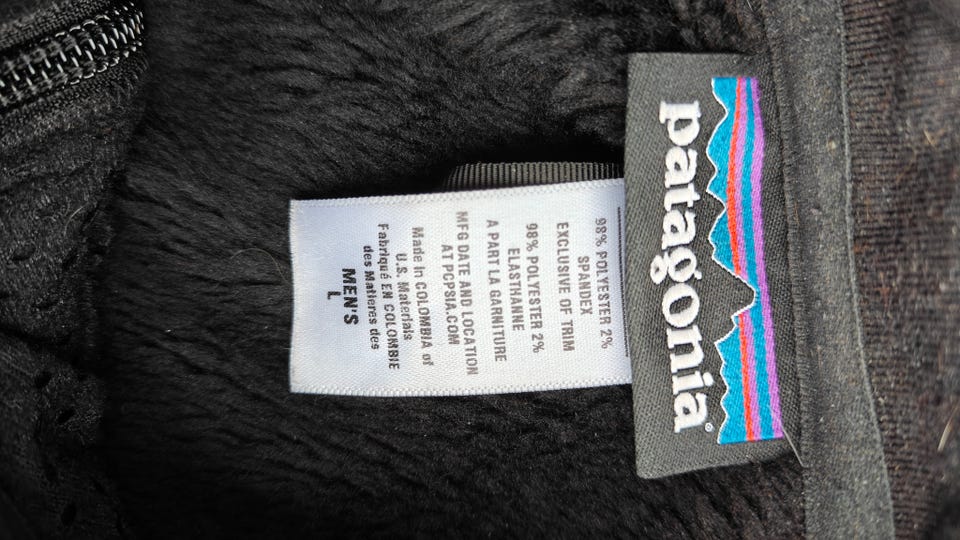 patagonia®
98% POLYESTER 2%
SPANDEX
EXCLUSIVE OF TRIM
98% POLYESTER 2%
ELASTHANNE
A PART LA GARNITURE
MFG DATE AND LOCATION
AT PCPSIA.COM
Made in COLOMBIA of
U.S. Materials
Fabriqué EN COLOMBIE
des Matieres des
MEN'S
L